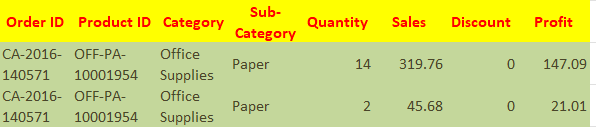 Order ID Product ID Category Sub-Category Quantity Sales Discount Profit
CA-2016-140571 OFF-PA-10001954 Office Supplies Paper 14 319.76 0 147.09
CA-2016-140571 OFF-PA-10001954 Office Supplies Paper 2 45.68 0 21.01